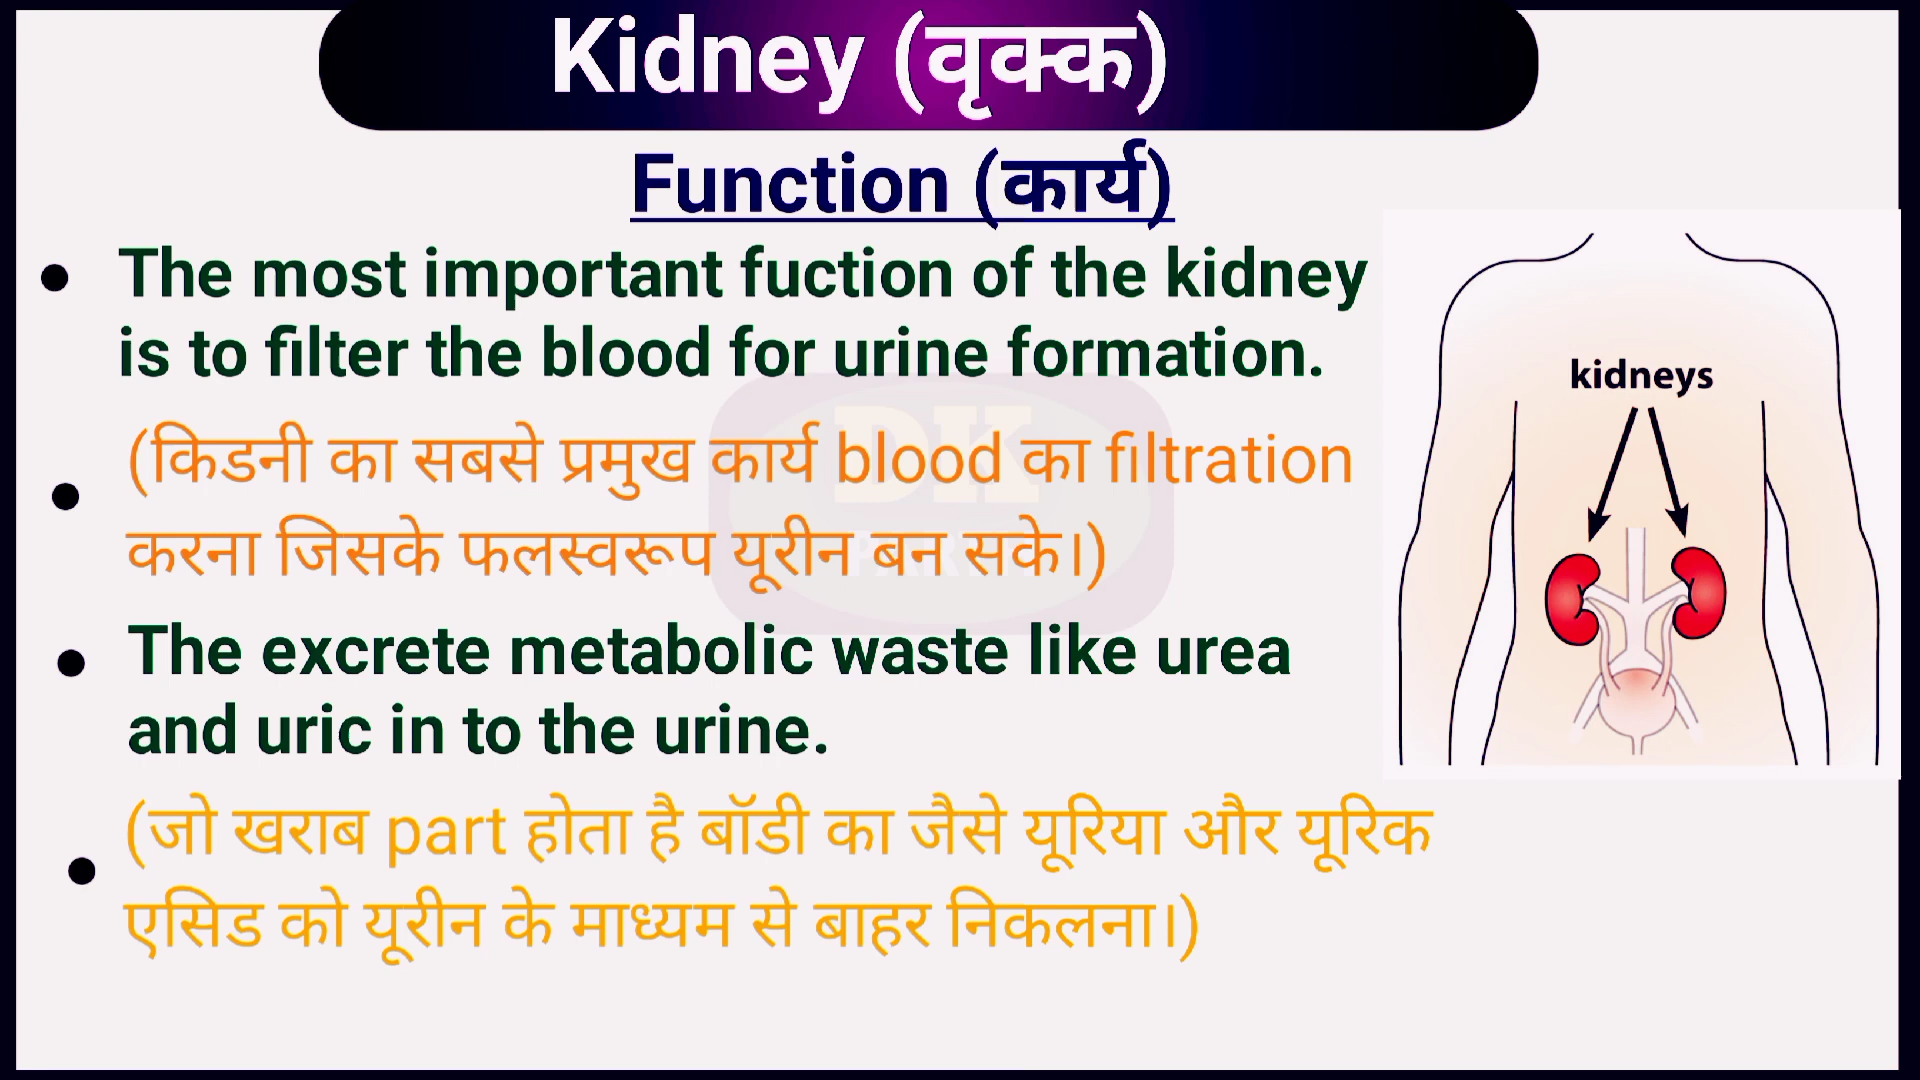 Kidney (वृक्क)
Function (कार्य)
• The most important fuction of the kidney
is to filter the blood for urine formation.
• (किडनी का सबसे प्रमुख कार्य blood का filtration
करना जिसके फलस्वरूप यूरीन बन सके।)
• The excrete metabolic waste like urea
and uric in to the urine.
• (जो खराब part होता है बॉडी का जैसे यूरिया और यूरिक
एसिड को यूरीन के माध्यम से बाहर निकलना।)
kidneys
DK